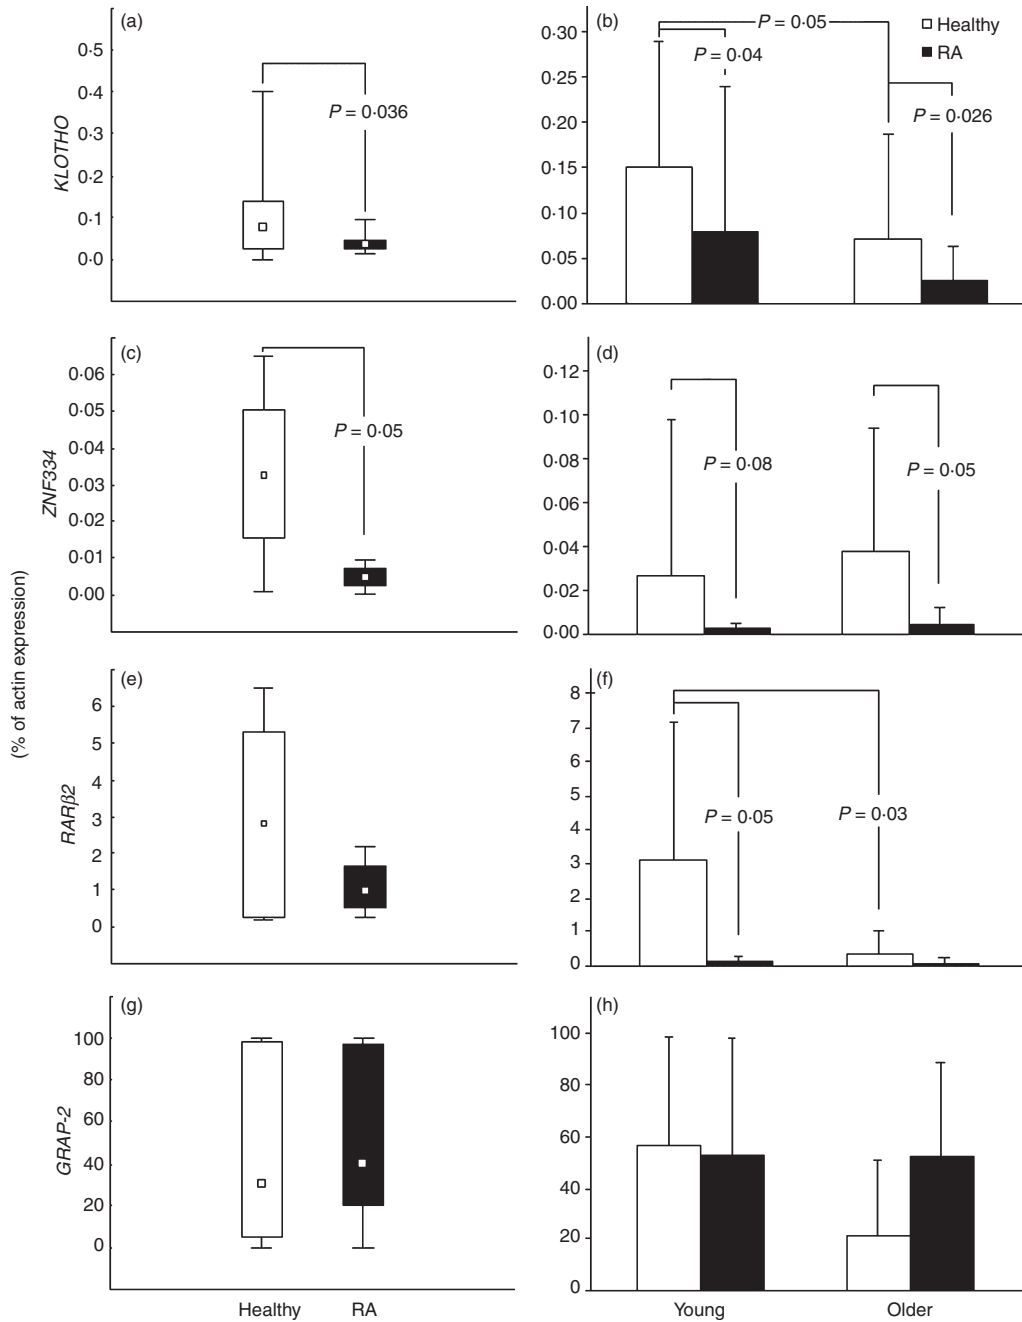 (% of actin expression)
(a)
KLOTHO
0·5
0·4
0·3
0·2
0·1
0·0
P = 0·036
(b)
0·30
0·25
0·20
0·15
0·10
0·05
0·00
P = 0·05
P = 0·04
P = 0·026
Healthy
RA
(c)
ZNF334
0·06
0·05
0·04
0·03
0·02
0·01
0·00
P = 0·05
(d)
0·12
0·10
0·08
0·06
0·04
0·02
0·00
P = 0·08
P = 0·05
(e)
RARβ2
6
5
4
3
2
1
0
(f)
8
7
6
5
4
3
2
1
0
P = 0·05
P = 0·03
(g)
GRAP-2
100
80
60
40
20
0
Healthy RA
(h)
100
80
60
40
20
0
Young Older